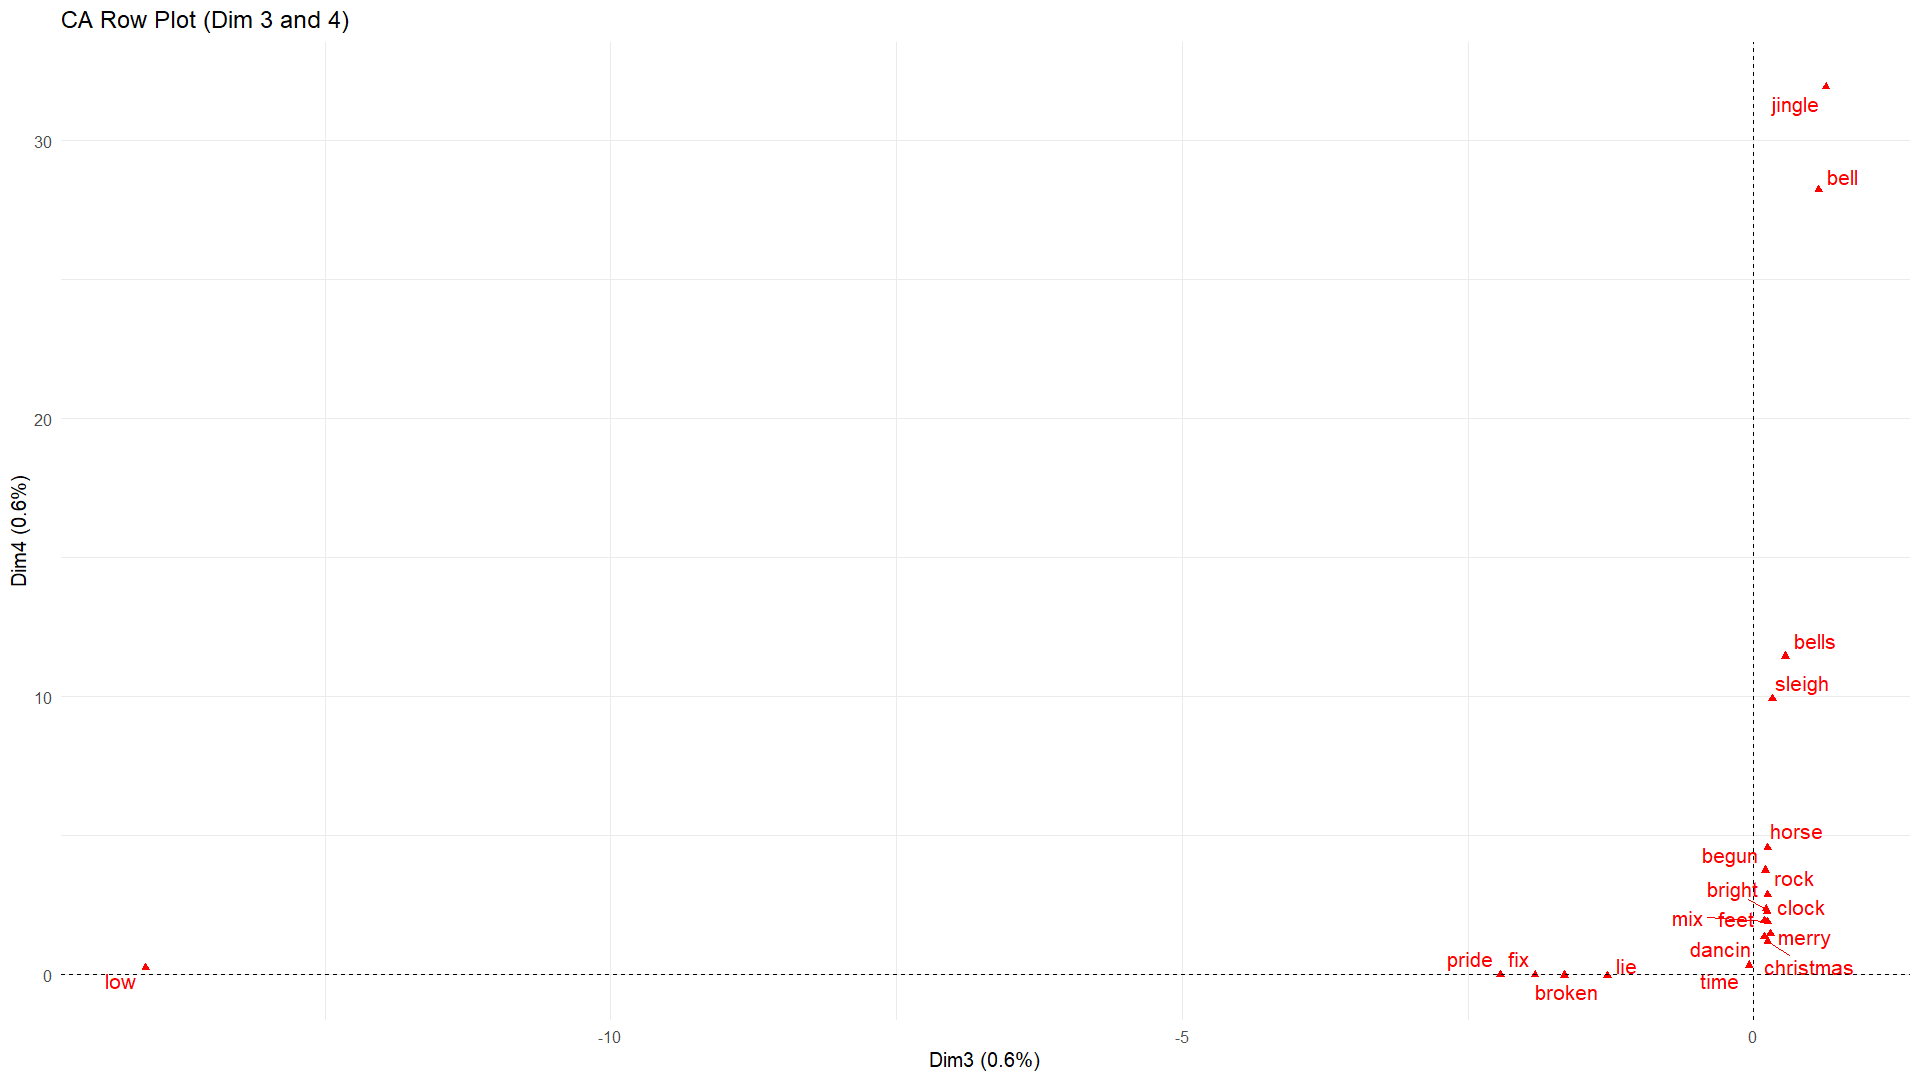 CA Row Plot (Dim 3 and 4)
jingle
30
bell
20
Dim4 (0.6%)
bells
sleigh
10
horse
begun
rock
bright
clock
mix
feet
merry
dancin
pride
fix
lie
christmas
0
low
time
broken
-10
-5
0
Dim3 (0.6%)